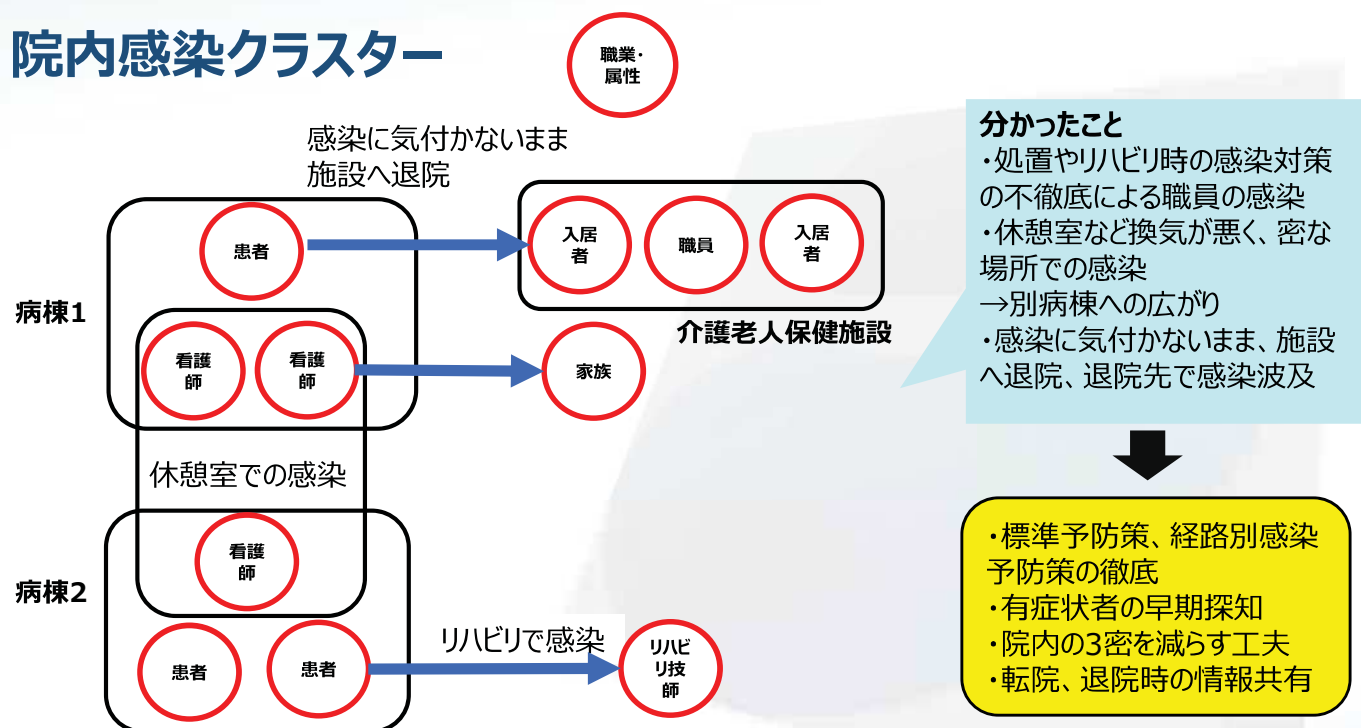 院内感染クラスター
職業・
属性
感染に気付かないまま
施設へ退院
患者
入居
者
職員
入居
者
病棟1
介護老人保健施設
看護
師
看護
師
家族
休憩室での感染
看護
師
病棟2
患者
患者
リハビリで感染
リハビ
リ技
師
分かったこと
・処置やリハビリ時の感染対策
の不徹底による職員の感染
・休憩室など換気が悪く、密な
場所での感染
→別病棟への広がり
・感染に気付かないまま、施設
へ退院、退院先で感染波及
・標準予防策、経路別感染
予防策の徹底
・有症状者の早期探知
・院内の3密を減らす工夫
・転院、退院時の情報共有